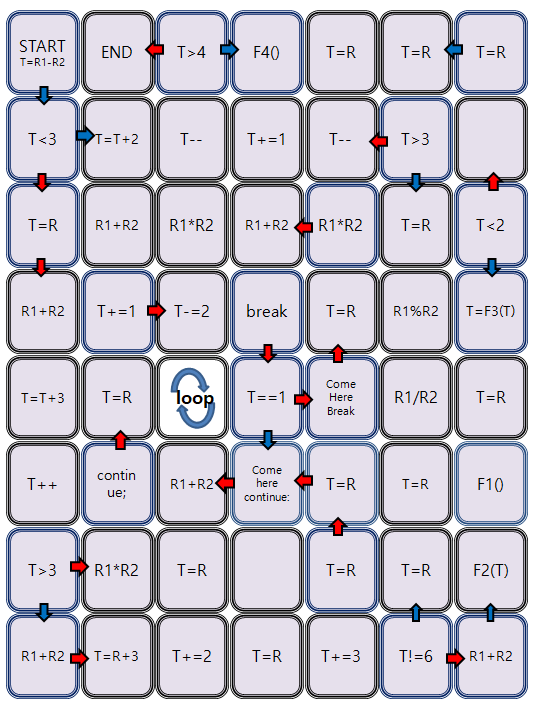 START
T=R1-R2
END
T>4
F4()
T=R
T=R
T=R
T<3
T=T+2
T--
T+=1
T--
T>3
T=R
R1+R2
R1*R2
R1+R2
R1*R2
T=R
T<2
R1+R2
T+=1
T-=2
break
T=R
R1%R2
T=F3(T)
T=T+3
T=R
loop
T==1
Come
Here
Break
R1/R2
T=R
T++
contin
ue;
R1+R2
Come
here
continue:
T=R
T=R
F1()
T>3
R1*R2
T=R
T=R
T=R
F2(T)
R1+R2
T=R+3
T+=2
T=R
T+=3
T!=6
R1+R2